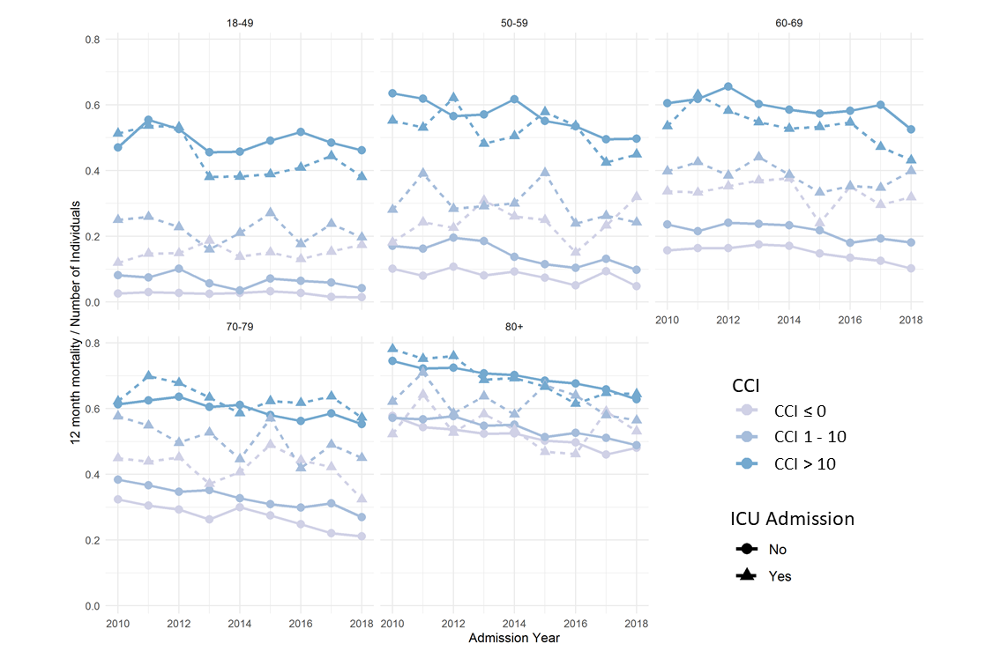 18-49 50-59 60-69
0.8
0.6
0.4
0.2
0.0
2010 2012 2014 2016 2018
70-79 80+
0.8
0.6
0.4
0.2
0.0
2010 2012 2014 2016 2018 2010 2012 2014 2016 2018
Admission Year
12 month mortality / Number of Individuals
CCI
CCI ≤ 0
CCI 1 - 10
CCI > 10
ICU Admission
No
Yes